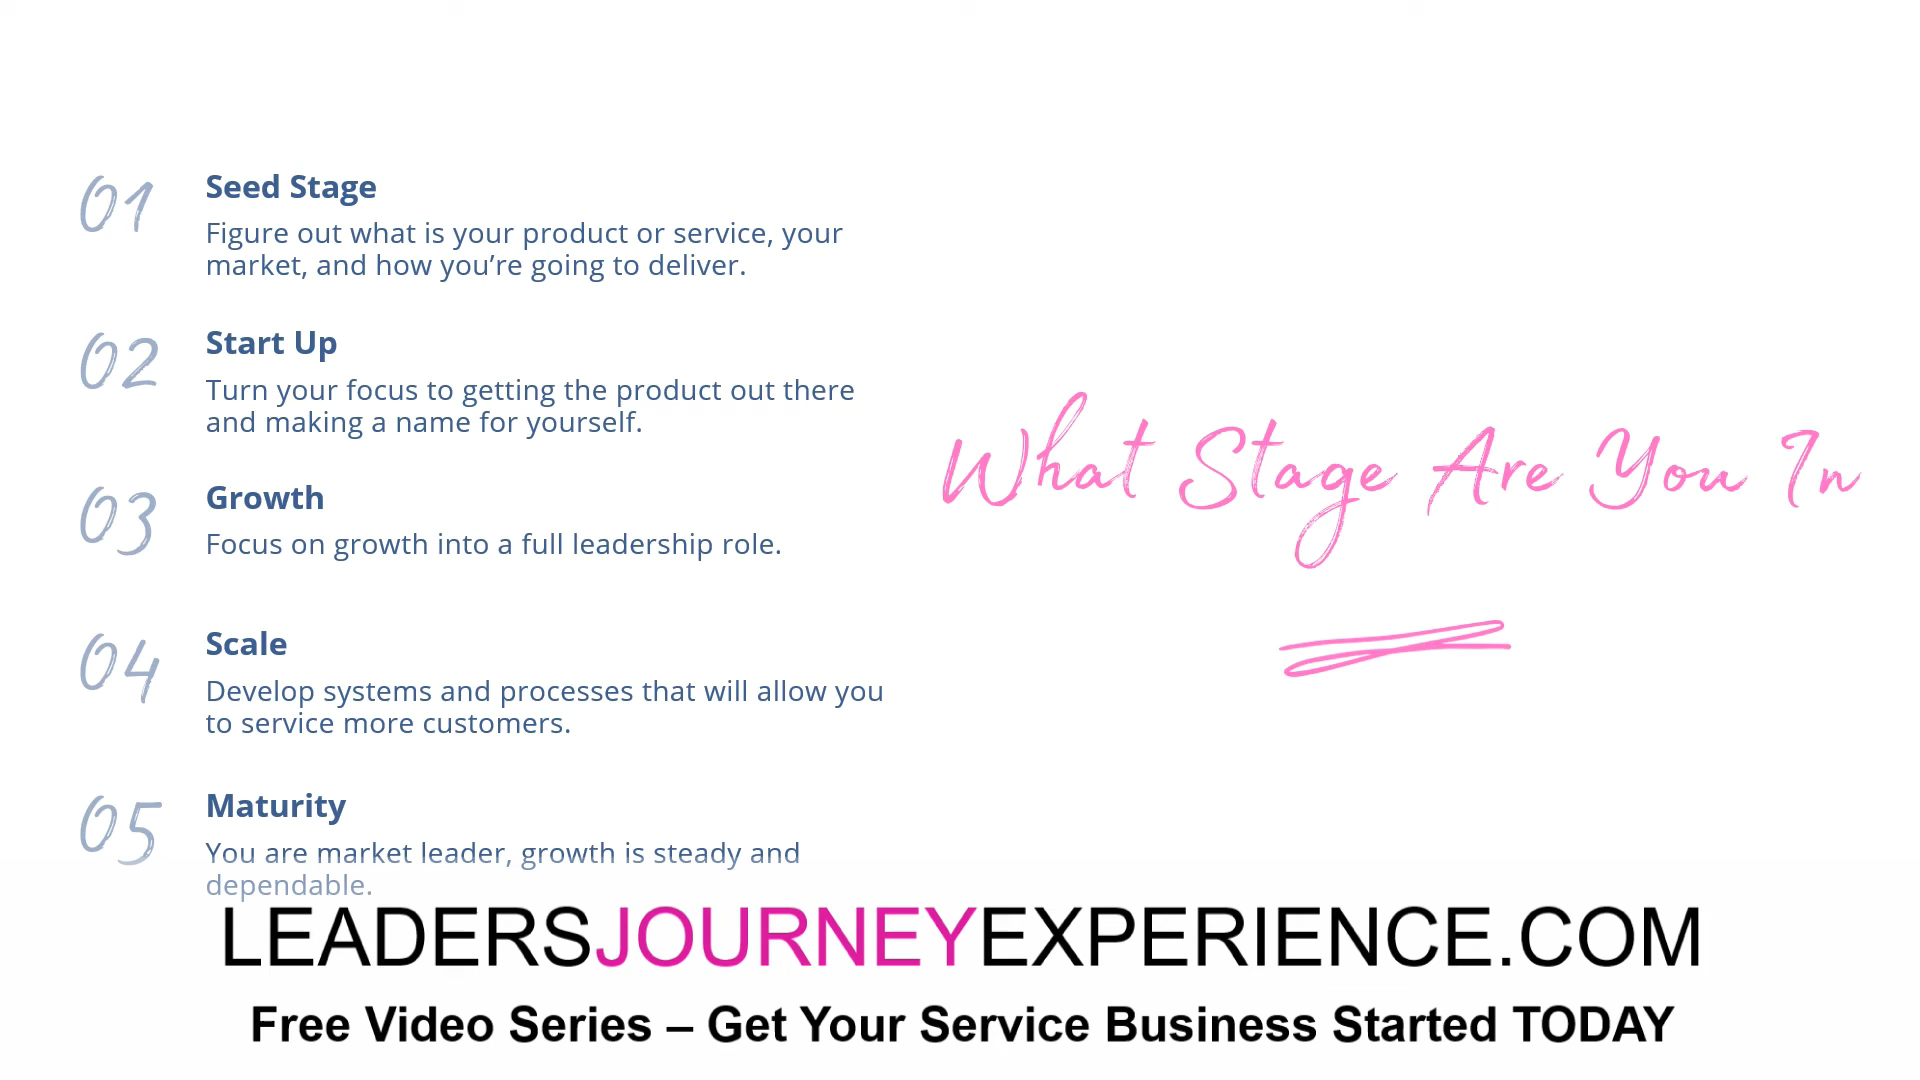 01
Seed Stage
Figure out what is your product or service, your
market, and how you’re going to deliver.
02
Start Up
Turn your focus to getting the product out there
and making a name for yourself.
03
Growth
Focus on growth into a full leadership role.
04
Scale
Develop systems and processes that will allow you
to service more customers.
05
Maturity
You are market leader, growth is steady and
dependable.
What Stage Are You In
LEADERSJOURNEYEXPERIENCE.COM
Free Video Series – Get Your Service Business Started TODAY